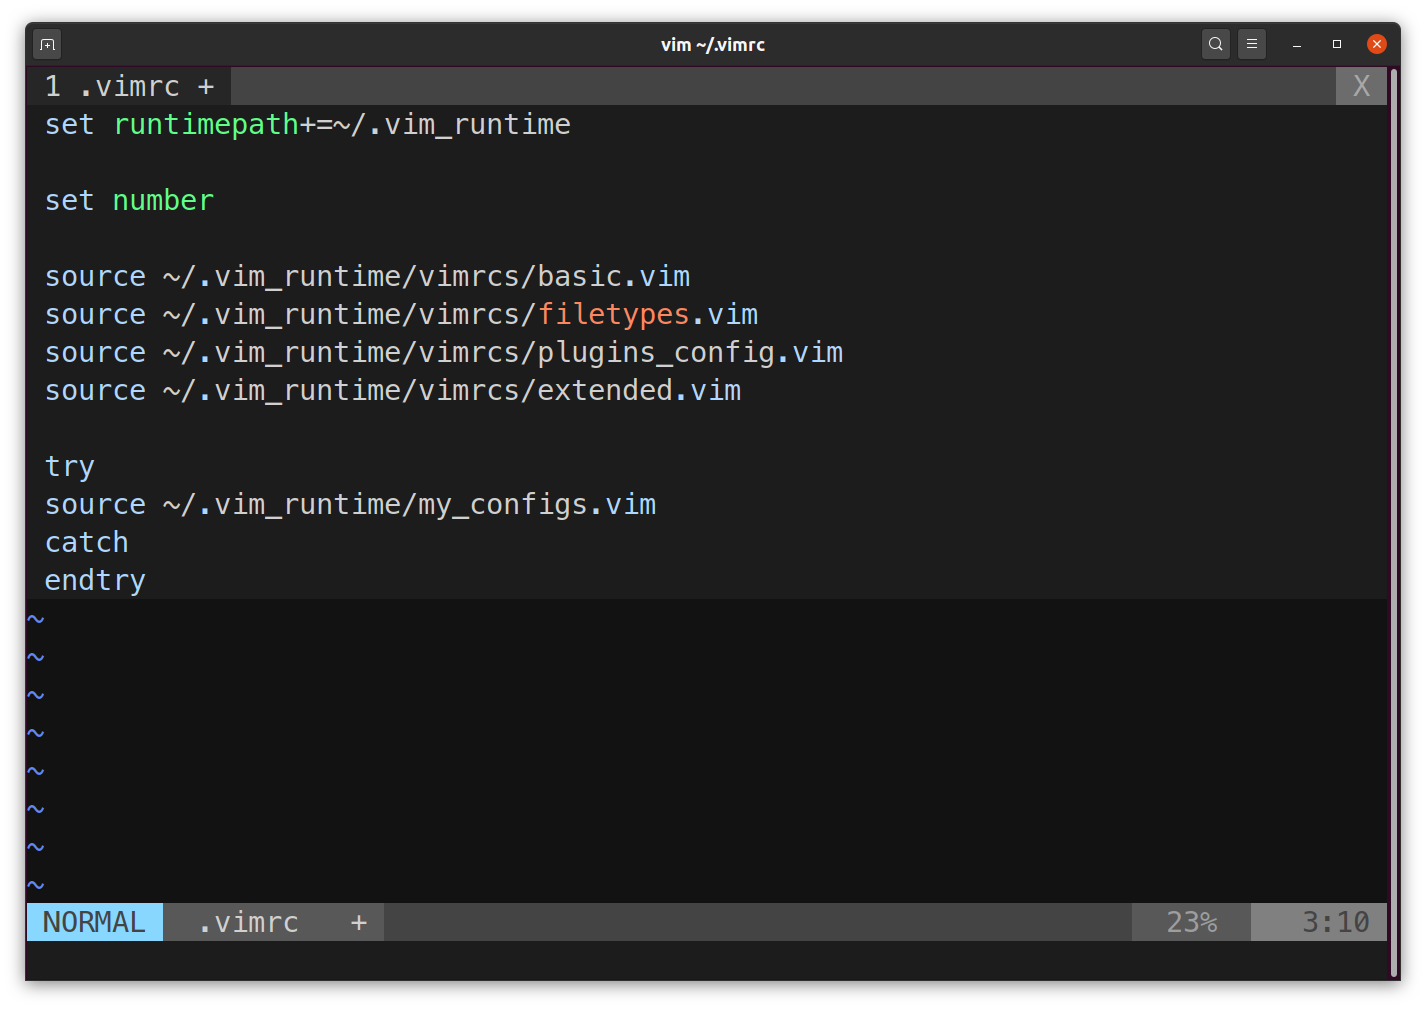 vim ~/.vimrc
1 .vimrc + X
set runtimepath+=~/.vim_runtime
set number
source ~/.vim_runtime/vimrcs/basic.vim
source ~/.vim_runtime/vimrcs/filetypes.vim
source ~/.vim_runtime/vimrcs/plugins_config.vim
source ~/.vim_runtime/vimrcs/extended.vim
try
source ~/.vim_runtime/my_configs.vim
catch
endtry
~
~
~
~
~
~
~
~
NORMAL .vimrc + 23% 3:10